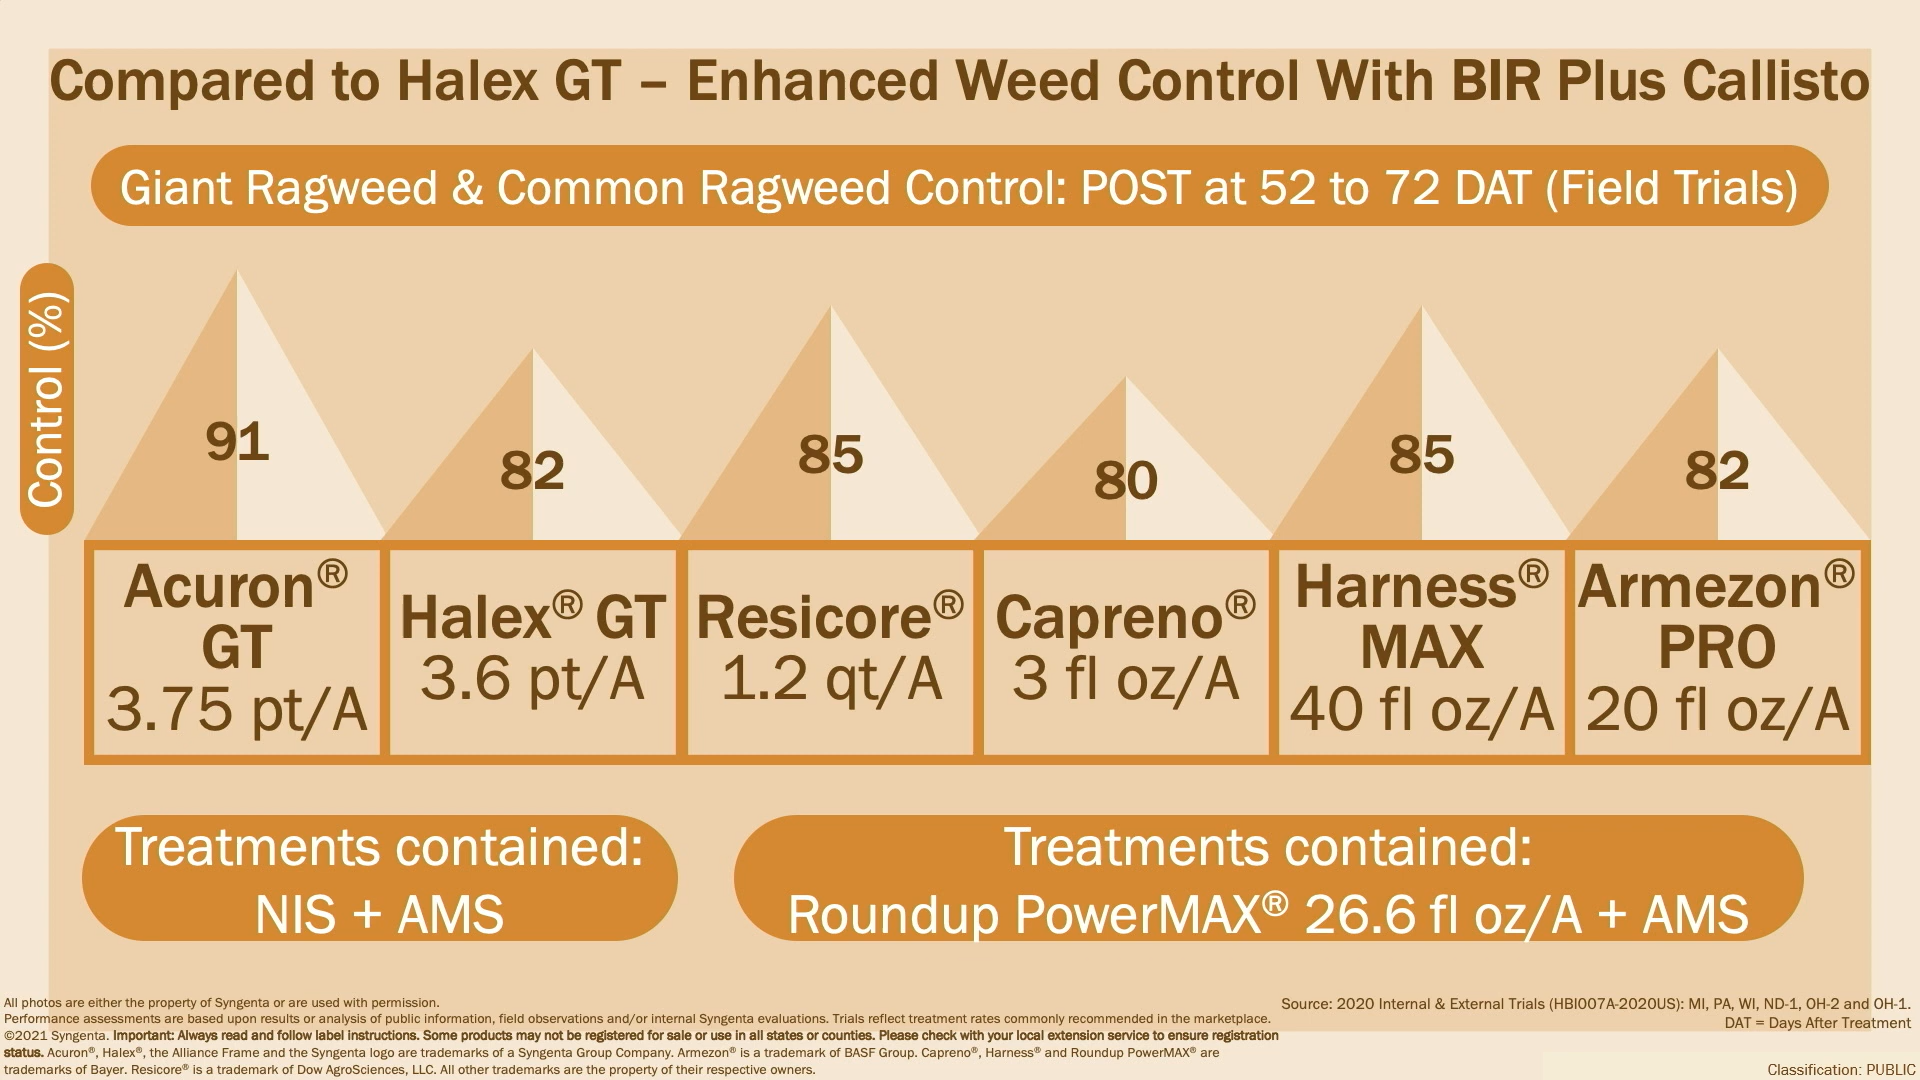 Compared to Halex GT – Enhanced Weed Control With BIR Plus Callisto
Giant Ragweed & Common Ragweed Control: POST at 52 to 72 DAT (Field Trials)
Control (%)
91
82
85
80
85
82
Acuron®
GT
3.75 pt/A
Halex® GT
3.6 pt/A
Resicore®
1.2 qt/A
Capreno®
3 fl oz/A
Harness®
MAX
40 fl oz/A
Armezon®
PRO
20 fl oz/A
Treatments contained:
NIS + AMS
Treatments contained:
Roundup PowerMAX® 26.6 fl oz/A + AMS
All photos are either the property of Syngenta or are used with permission.
Performance assessments are based upon results or analysis of public information, field observations and/or internal Syngenta evaluations. Trials reflect treatment rates commonly recommended in the marketplace.
©2021 Syngenta. Important: Always read and follow label instructions. Some products may not be registered for sale or use in all states or counties. Please check with your local extension service to ensure registration
status. Acuron®, Halex®, the Alliance Frame and the Syngenta logo are trademarks of a Syngenta Group Company. Armezon® is a trademark of BASF Group. Capreno®, Harness® and Roundup PowerMAX® are
trademarks of Bayer. Resicore® is a trademark of Dow AgroSciences, LLC. All other trademarks are the property of their respective owners.
Source: 2020 Internal & External Trials (HBI007A-2020US): MI, PA, WI, ND-1, OH-2 and OH-1.
DAT = Days After Treatment
Classification: PUBLIC